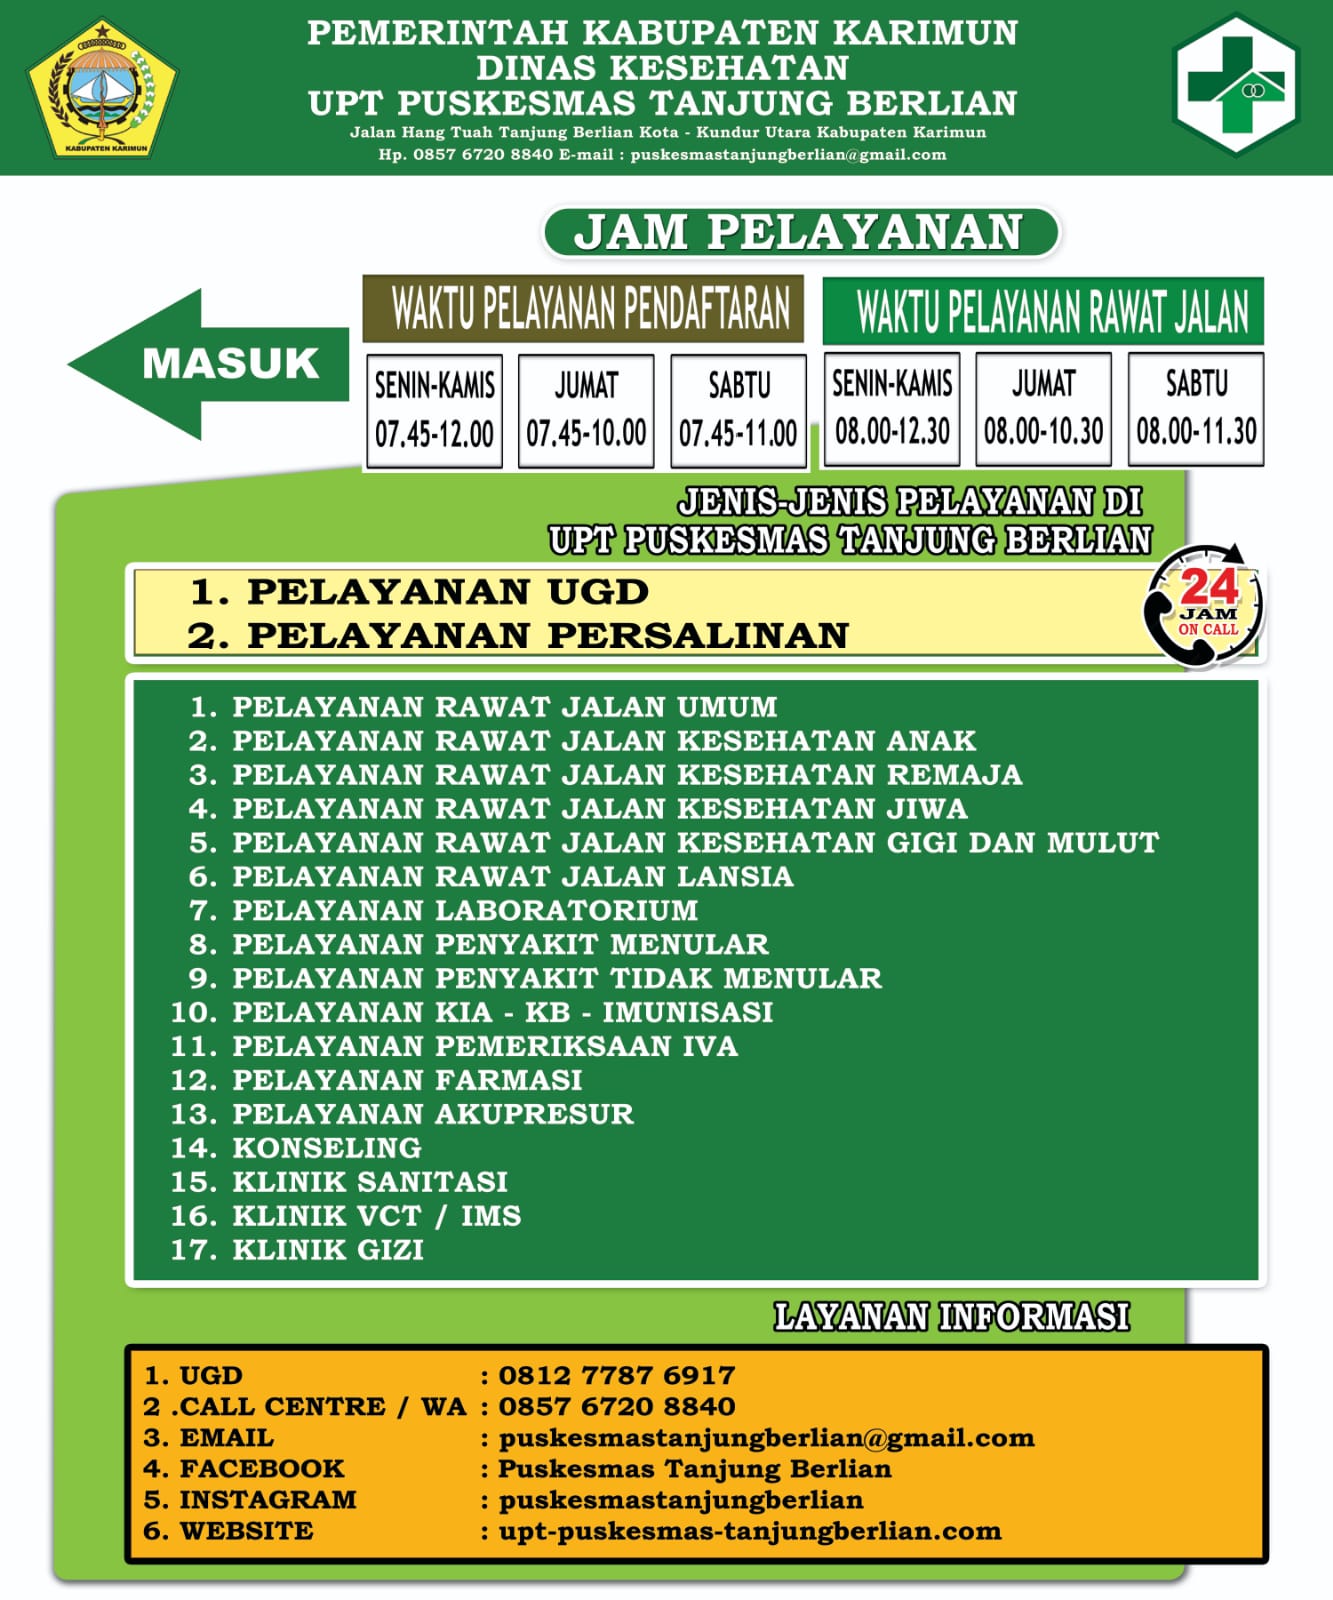 PEMERINTAH KABUPATEN KARIMUN
DINAS KESEHATAN
UPT PUSKESMAS TANJUNG BERLIAN
Jalan Hang Tuah Tanjung Berlian Kota - Kundur Utara Kabupaten Karimun
Hp. 0857 6720 8840 E-mail : puskesmastanjungberlian@gmail.com
KABUPATEN KARIMUN
JAM PELAYANAN
MASUK
WAKTU PELAYANAN PENDAFTARAN
SENIN-KAMIS
07.45-12.00
JUMAT
07.45-10.00
SABTU
07.45-11.00
WAKTU PELAYANAN RAWAT JALAN
SENIN-KAMIS
08.00-12.30
JUMAT
08.00-10.30
SABTU
08.00-11.30
JENIS-JENIS PELAYANAN DI
UPT PUSKESMAS TANJUNG BERLIAN
1. PELAYANAN UGD
2. PELAYANAN PERSALINAN
24
JAM
ON CALL
1. PELAYANAN RAWAT JALAN UMUM
2. PELAYANAN RAWAT JALAN KESEHATAN ANAK
3. PELAYANAN RAWAT JALAN KESEHATAN REMAJA
4. PELAYANAN RAWAT JALAN KESEHATAN JIWA
5. PELAYANAN RAWAT JALAN KESEHATAN GIGI DAN MULUT
6. PELAYANAN RAWAT JALAN LANSIA
7. PELAYANAN LABORATORIUM
8. PELAYANAN PENYAKIT MENULAR
9. PELAYANAN PENYAKIT TIDAK MENULAR
10. PELAYANAN KIA - KB - IMUNISASI
11. PELAYANAN PEMERIKSAAN IVA
12. PELAYANAN FARMASI
13. PELAYANAN AKUPRESUR
14. KONSELING
15. KLINIK SANITASI
16. KLINIK VCT / IMS
17. KLINIK GIZI
LAYANAN INFORMASI
1. UGD : 0812 7787 6917
2 .CALL CENTRE / WA : 0857 6720 8840
3. EMAIL : puskesmastanjungberlian@gmail.com
4. FACEBOOK : Puskesmas Tanjung Berlian
5. INSTAGRAM : puskesmastanjungberlian
6. WEBSITE : upt-puskesmas-tanjungberlian.com